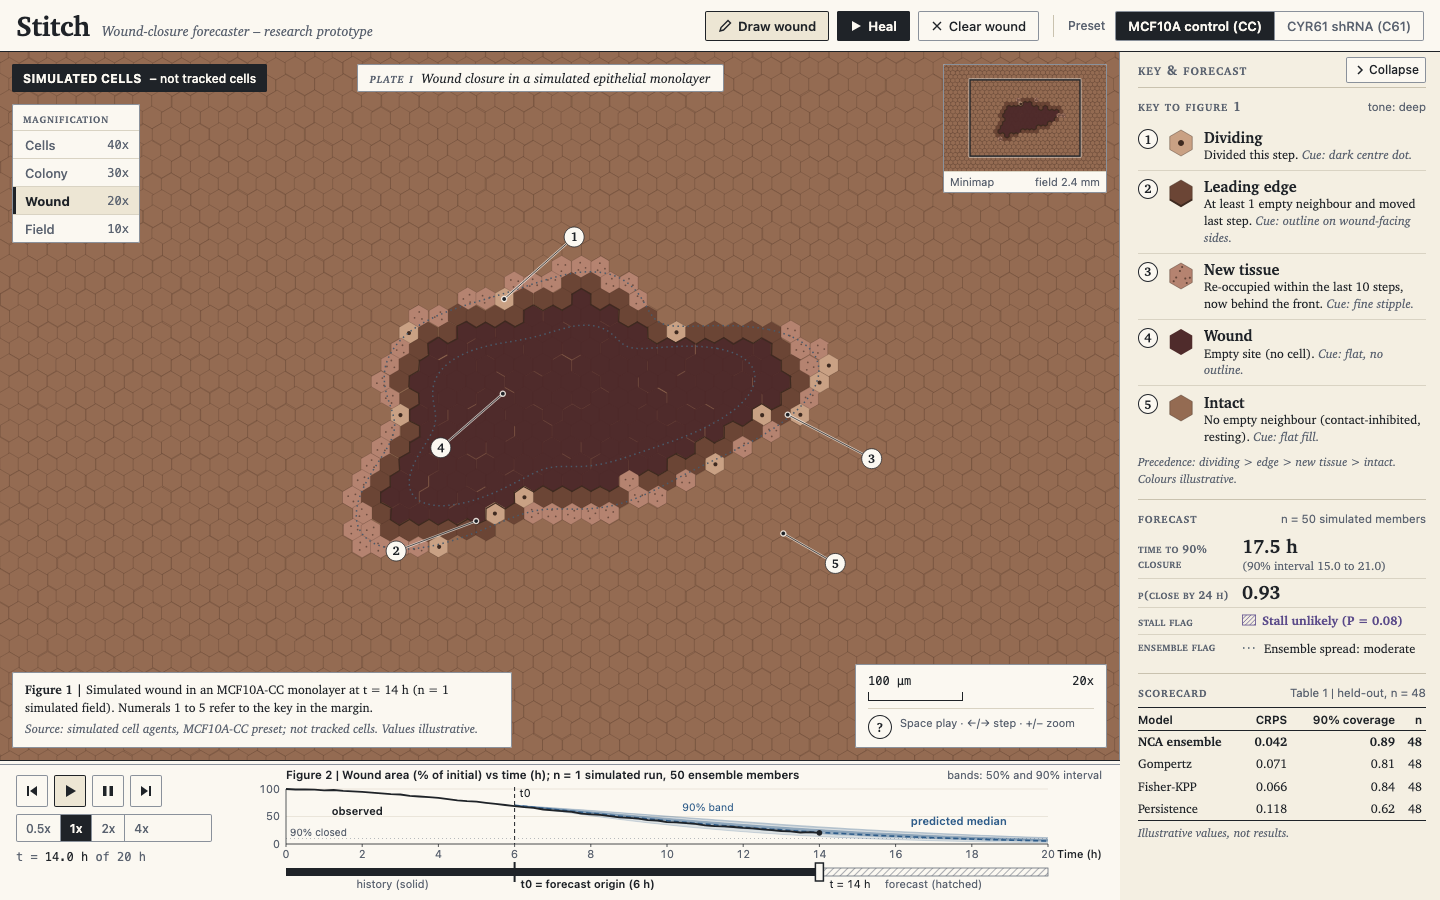 Stitch Wound-closure forecaster – research prototype
Draw wound
Heal
Clear wound
Preset
MCF10A control (CC)
CYR61 shRNA (C61)
SIMULATED CELLS – not tracked cells
PLATE I Wound closure in a simulated epithelial monolayer
MAGNIFICATION
Cells 40x
Colony 30x
Wound 20x
Field 10x
Minimap field 2.4 mm
1
2
3
4
5
Figure 1 | Simulated wound in an MCF10A-CC monolayer at t = 14 h (n = 1
simulated field). Numerals 1 to 5 refer to the key in the margin.
Source: simulated cell agents, MCF10A-CC preset; not tracked cells. Values illustrative.
100 µm 20x
? Space play · ←/→ step · +/– zoom
KEY & FORECAST
Collapse
KEY TO FIGURE 1 tone: deep
1 Dividing
Divided this step. Cue: dark centre dot.
2 Leading edge
At least 1 empty neighbour and moved
last step. Cue: outline on wound-facing
sides.
3 New tissue
Re-occupied within the last 10 steps,
now behind the front. Cue: fine stipple.
4 Wound
Empty site (no cell). Cue: flat, no
outline.
5 Intact
No empty neighbour (contact-inhibited,
resting). Cue: flat fill.
Precedence: dividing > edge > new tissue > intact.
Colours illustrative.
FORECAST n = 50 simulated members
TIME TO 90%
CLOSURE
17.5 h
(90% interval 15.0 to 21.0)
P(CLOSE BY 24 H) 0.93
STALL FLAG Stall unlikely (P = 0.08)
ENSEMBLE FLAG Ensemble spread: moderate
SCORECARD Table 1 | held-out, n = 48
Model CRPS 90% coverage n
NCA ensemble 0.042 0.89 48
Gompertz 0.071 0.81 48
Fisher-KPP 0.066 0.84 48
Persistence 0.118 0.62 48
Illustrative values, not results.
0.5x 1x 2x 4x
t = 14.0 h of 20 h
Figure 2 | Wound area (% of initial) vs time (h); n = 1 simulated run, 50 ensemble members
bands: 50% and 90% interval
100
50
0
t0
observed
90% band
predicted median
90% closed
0 2 4 6 8 10 12 14 16 18 20 Time (h)
history (solid)
t0 = forecast origin (6 h)
t = 14 h
forecast (hatched)